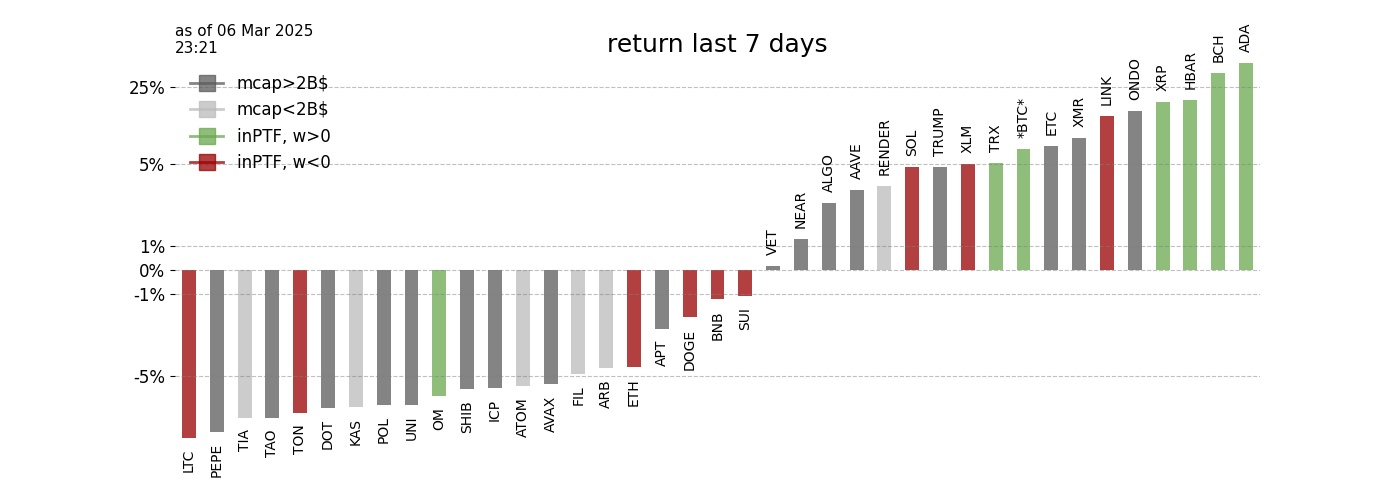 as of 06 Mar 2025
23:21
return last 7 days
mcap>2B$
mcap<2B$
inPTF, w>0
inPTF, w<0
25%
5%
1%
0%
-1%
-5%
LTC
PEPE
TIA
TAO
TON
DOT
KAS
POL
UNI
OM
SHIB
ICP
ATOM
AVAX
FIL
ARB
ETH
APT
DOGE
BNB
SUI
VET
NEAR
ALGO
AAVE
RENDER
SOL
TRUMP
XLM
TRX
*BTC*
ETC
XMR
LINK
ONDO
XRP
HBAR
BCH
ADA